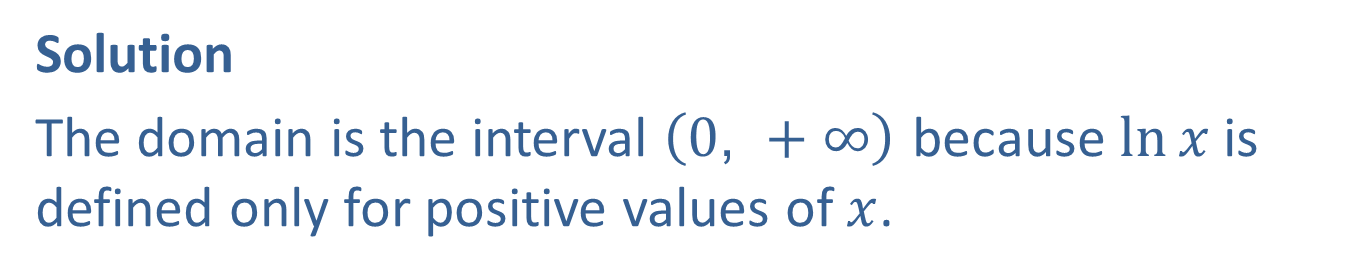 Solution
The domain is the interval (0, + ∞) because ln x is
defined only for positive values of x.